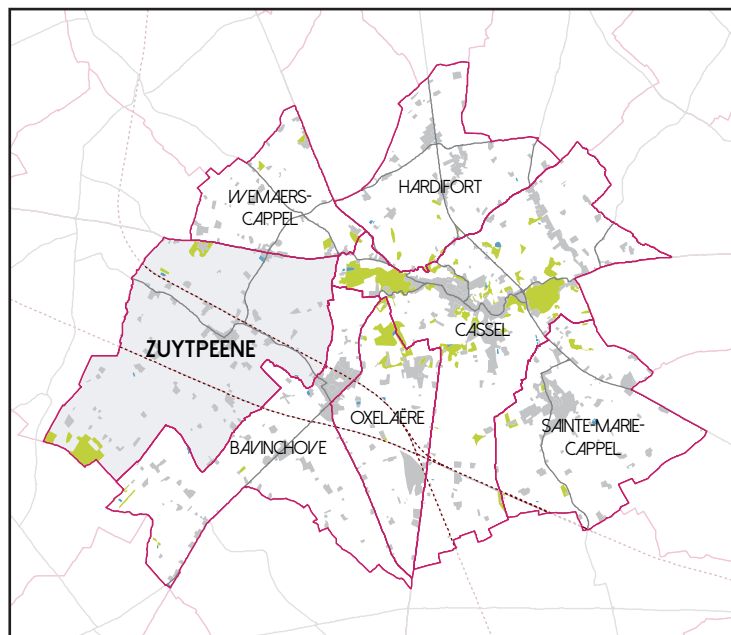 HARDIFORT
WEMAERS-
CAPPEL
CASSEL
ZUYTPEENE
OXELAËRE
SAINTE-MARIE-
CAPPEL
BAVINCHOVE